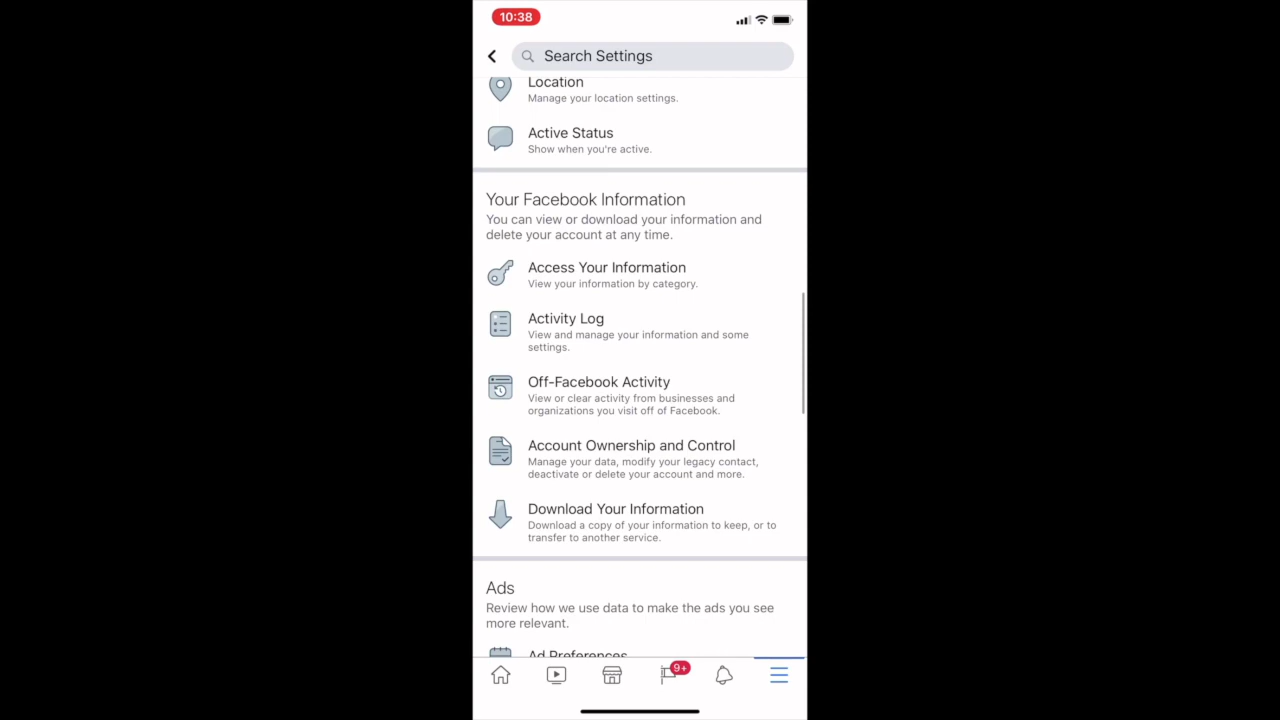 10:38
Search Settings
Location
Manage your location settings.
Active Status
Show when you're active.
Your Facebook Information
You can view or download your information and
delete your account at any time.
Access Your Information
View your information by category.
Activity Log
View and manage your information and some
settings.
Off-Facebook Activity
View or clear activity from businesses and
organizations you visit off of Facebook.
Account Ownership and Control
Manage your data, modify your legacy contact,
deactivate or delete your account and more.
Download Your Information
Download a copy of your information to keep, or to
transfer to another service.
Ads
Review how we use data to make the ads you see
more relevant.
Ad Preferences
9+